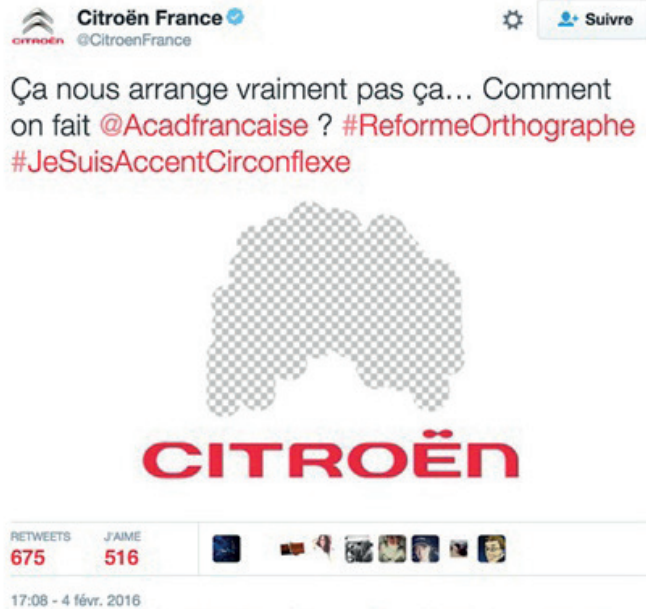 Citroën France
CITROËN @CitroenFrance
Suivre
Ça nous arrange vraiment pas ça... Comment
on fait @Acadfrancaise ? #ReformeOrthographe
#JeSuisAccentCirconflexe
CITROËN
RETWEETS J'AIME
675 516
17:08 - 4 févr. 2016